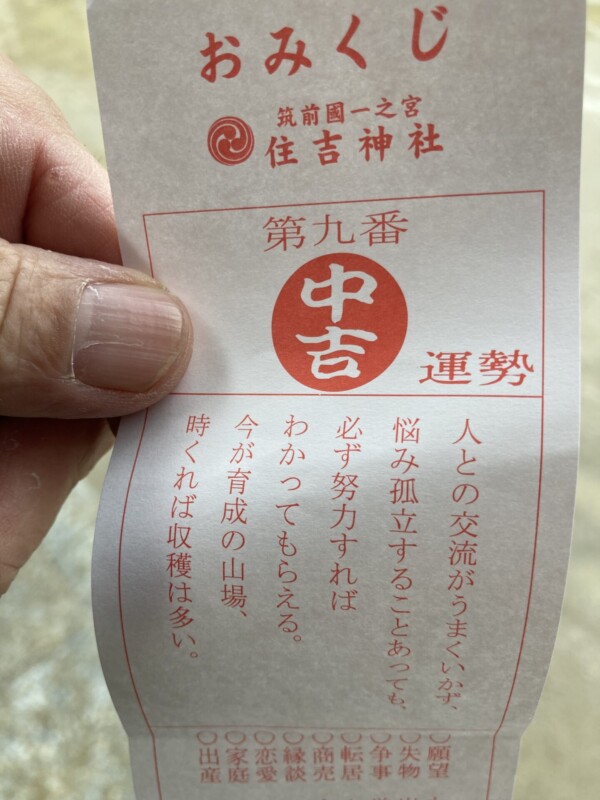 おみくじ
筑前國一之宮
住吉神社
第九番
中吉
運勢
人との交流がうまくいかず、
悩み孤立することあっても、
必ず努力すれば
わかってもらえる。
今が育成の山場、
時くれば収穫は多い。
○願望
○失物
○争事
○転居
○商売
○縁談
○恋愛
○家庭
○出産